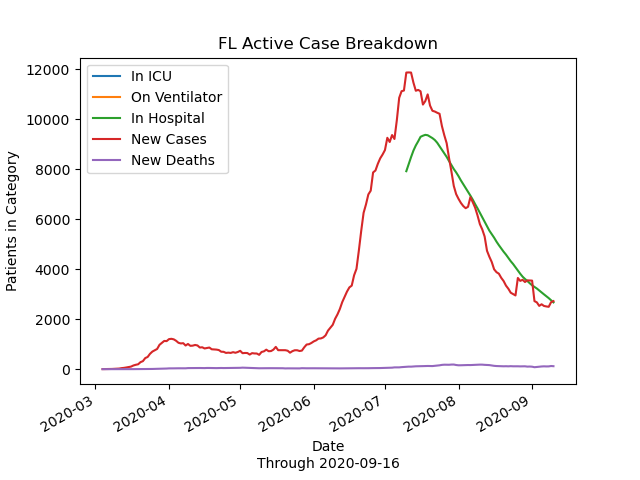 FL Active Case Breakdown
In ICU
On Ventilator
In Hospital
New Cases
New Deaths
Patients in Category
12000
10000
8000
6000
4000
2000
0
2020-03
2020-04
2020-05
2020-06
2020-07
2020-08
2020-09
Date
Through 2020-09-16